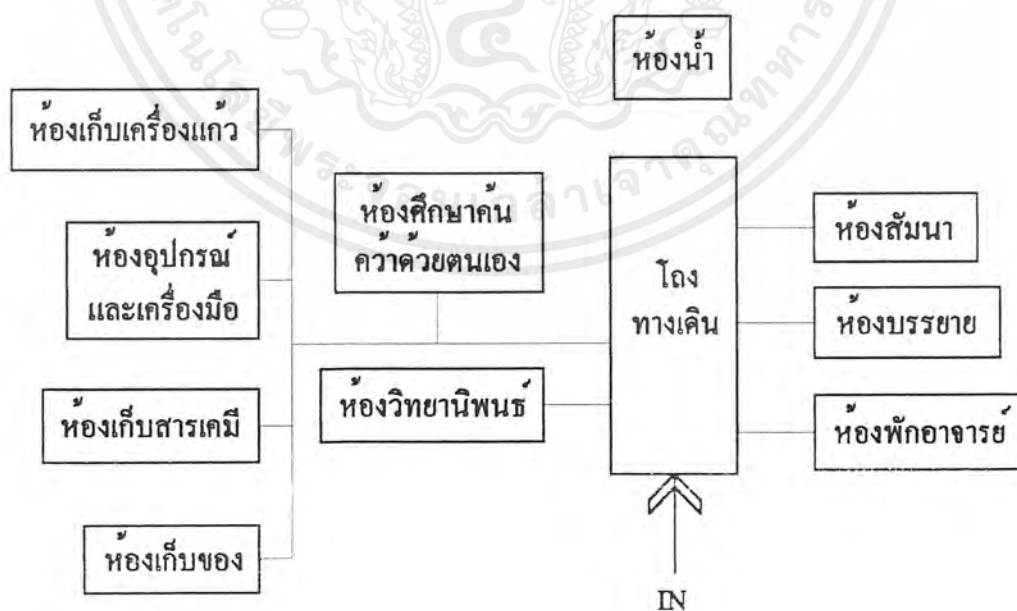 ห้องน้ำ
ห้องเก็บเครื่องแก้ว
ห้องศึกษาค้น
คว้าด้วยตนเอง
ห้องสัมนา
ห้องอุปกรณ์
และเครื่องมือ
โถง
ทางเดิน
ห้องบรรยาย
ห้องวิทยานิพนธ์
ห้องเก็บสารเคมี
ห้องพักอาจารย์
ห้องเก็บของ
IN